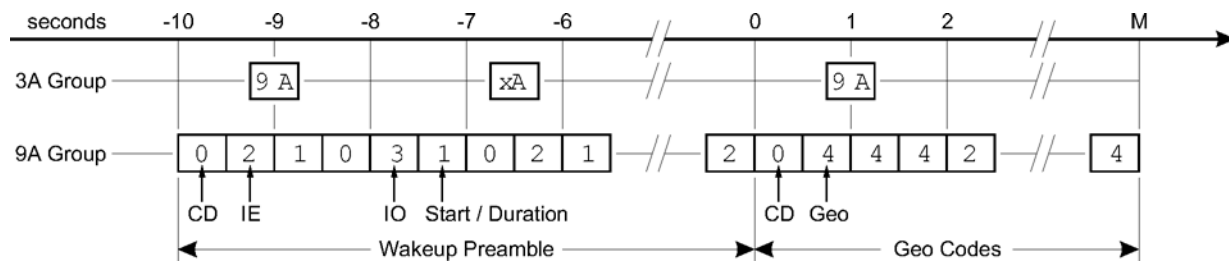 seconds -10 -9 -8 -7 -6 0 1 2 M
3A Group 9 A xA 9 A
9A Group 0 2 1 0 3 1 0 2 1 2 0 4 4 4 2 4
CD IE IO Start / Duration CD Geo
Wakeup Preamble Geo Codes